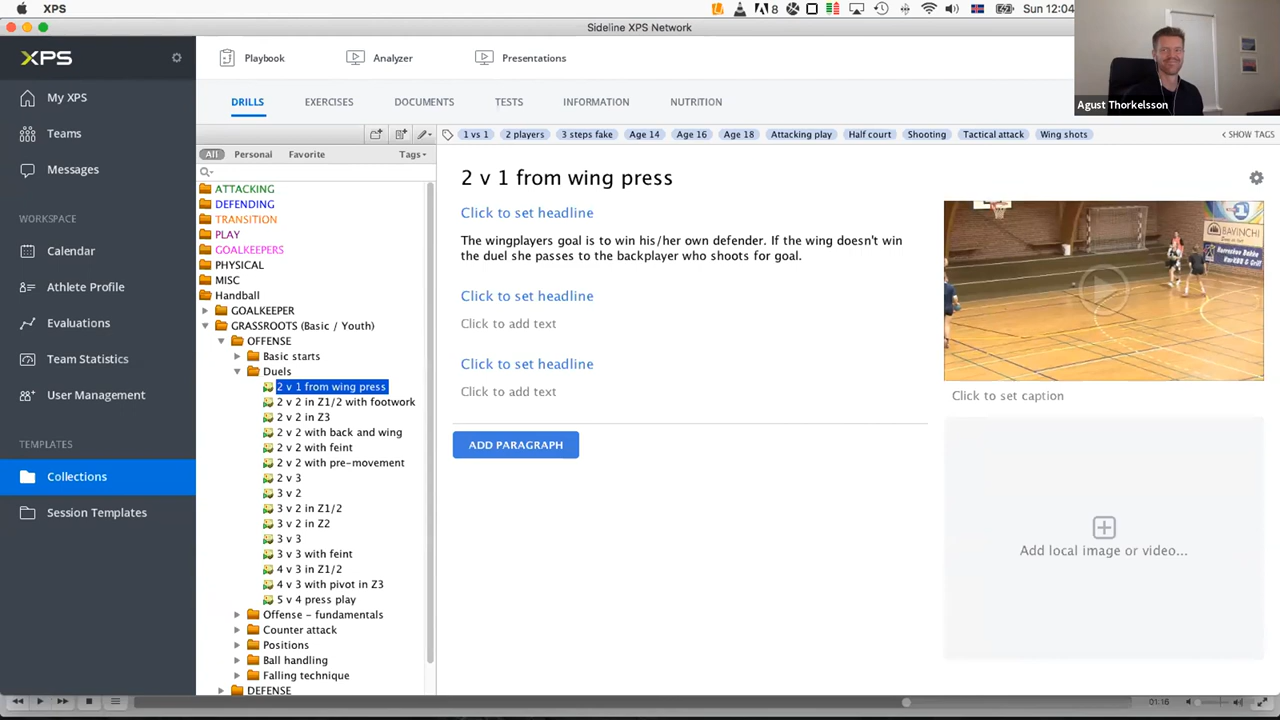 XPS
8
Sun 12:04
Sideline XPS Network
XPS
Playbook
Analyzer
Presentations
My XPS
Teams
Messages
WORKSPACE
Calendar
Athlete Profile
Evaluations
Team Statistics
User Management
TEMPLATES
Collections
Session Templates
DRILLS
EXERCISES
DOCUMENTS
TESTS
INFORMATION
NUTRITION
All
Personal
Favorite
Tags
ATTACKING
DEFENDING
TRANSITION
PLAY
GOALKEEPERS
PHYSICAL
MISC
Handball
GOALKEEPER
GRASSROOTS (Basic / Youth)
OFFENSE
Basic starts
Duels
2 v 1 from wing press
2 v 2 in Z1/2 with footwork
2 v 2 in Z3
2 v 2 with back and wing
2 v 2 with feint
2 v 2 with pre-movement
2 v 3
3 v 2
3 v 2 in Z1/2
3 v 2 in Z2
3 v 3
3 v 3 with feint
4 v 3 in Z1/2
4 v 3 with pivot in Z3
5 v 4 press play
Offense - fundamentals
Counter attack
Positions
Ball handling
Falling technique
DEFENSE
1 vs 1
2 players
3 steps fake
Age 14
Age 16
Age 18
Attacking play
Half court
Shooting
Tactical attack
Wing shots
< SHOW TAGS
2 v 1 from wing press
Click to set headline
The wingplayers goal is to win his/her own defender. If the wing doesn't win
the duel she passes to the backplayer who shoots for goal.
Click to set headline
Click to add text
Click to set headline
Click to add text
ADD PARAGRAPH
BAVINCHI
Click to set caption
Add local image or video...
Agust Thorkelsson
01:16